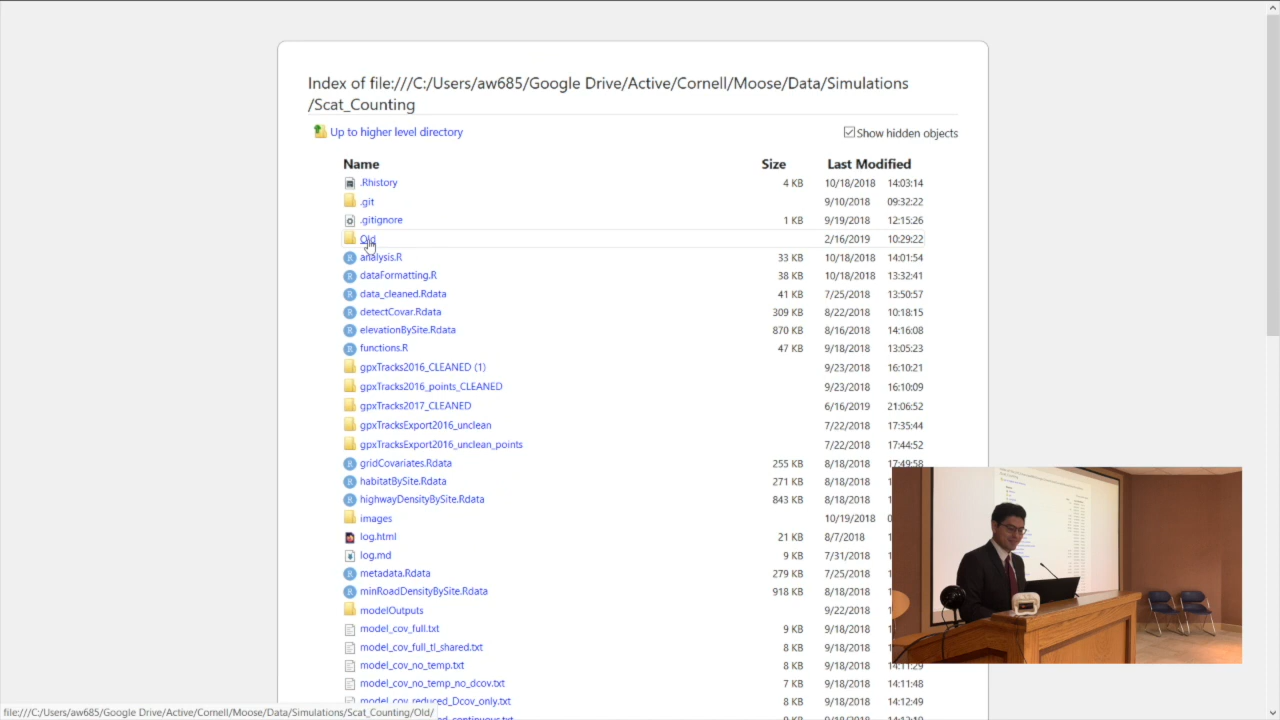 Index of file:///C:/Users/aw685/Google Drive/Active/Cornell/Moose/Data/Simulations
/Scat_Counting
Up to higher level directory
Show hidden objects
Name Size Last Modified
.Rhistory 4 KB 10/18/2018 14:03:14
.git 9/10/2018 09:32:22
.gitignore 1 KB 9/19/2018 12:15:26
Old 2/16/2019 10:29:22
analysis.R 33 KB 10/18/2018 14:01:54
dataFormatting.R 38 KB 10/18/2018 13:32:41
data_cleaned.Rdata 41 KB 7/25/2018 13:50:57
detectCovar.Rdata 309 KB 8/22/2018 10:18:15
elevationBySite.Rdata 870 KB 8/16/2018 14:16:08
functions.R 47 KB 9/18/2018 13:05:23
gpxTracks2016_CLEANED (1) 9/23/2018 16:10:21
gpxTracks2016_points_CLEANED 9/23/2018 16:10:09
gpxTracks2017_CLEANED 6/16/2019 21:06:52
gpxTracksExport2016_unclean 7/22/2018 17:35:44
gpxTracksExport2016_unclean_points 7/22/2018 17:44:52
gridCovariates.Rdata 255 KB 8/18/2018 17:49:58
habitatBySite.Rdata 271 KB 8/18/2018
highwayDensityBySite.Rdata 843 KB 8/18/2018
images 10/19/2018
log.html 21 KB 8/7/2018
log.md 9 KB 7/31/2018
metadata.Rdata 279 KB 7/25/2018
minRoadDensityBySite.Rdata 918 KB 8/18/2018
modelOutputs 9/22/2018
model_cov_full.txt 9 KB 9/18/2018
model_cov_full_tl_shared.txt 8 KB 9/18/2018
model_cov_no_temp.txt 8 KB 9/18/2018 14:11:29
model_cov_no_temp_no_dcov.txt 7 KB 9/18/2018 14:11:48
model_cov_reduced_Dcov_only.txt 8 KB 9/18/2018 14:12:49
file:///C:/Users/aw685/Google Drive/Active/Cornell/Moose/Data/Simulations/Scat_Counting/Old/